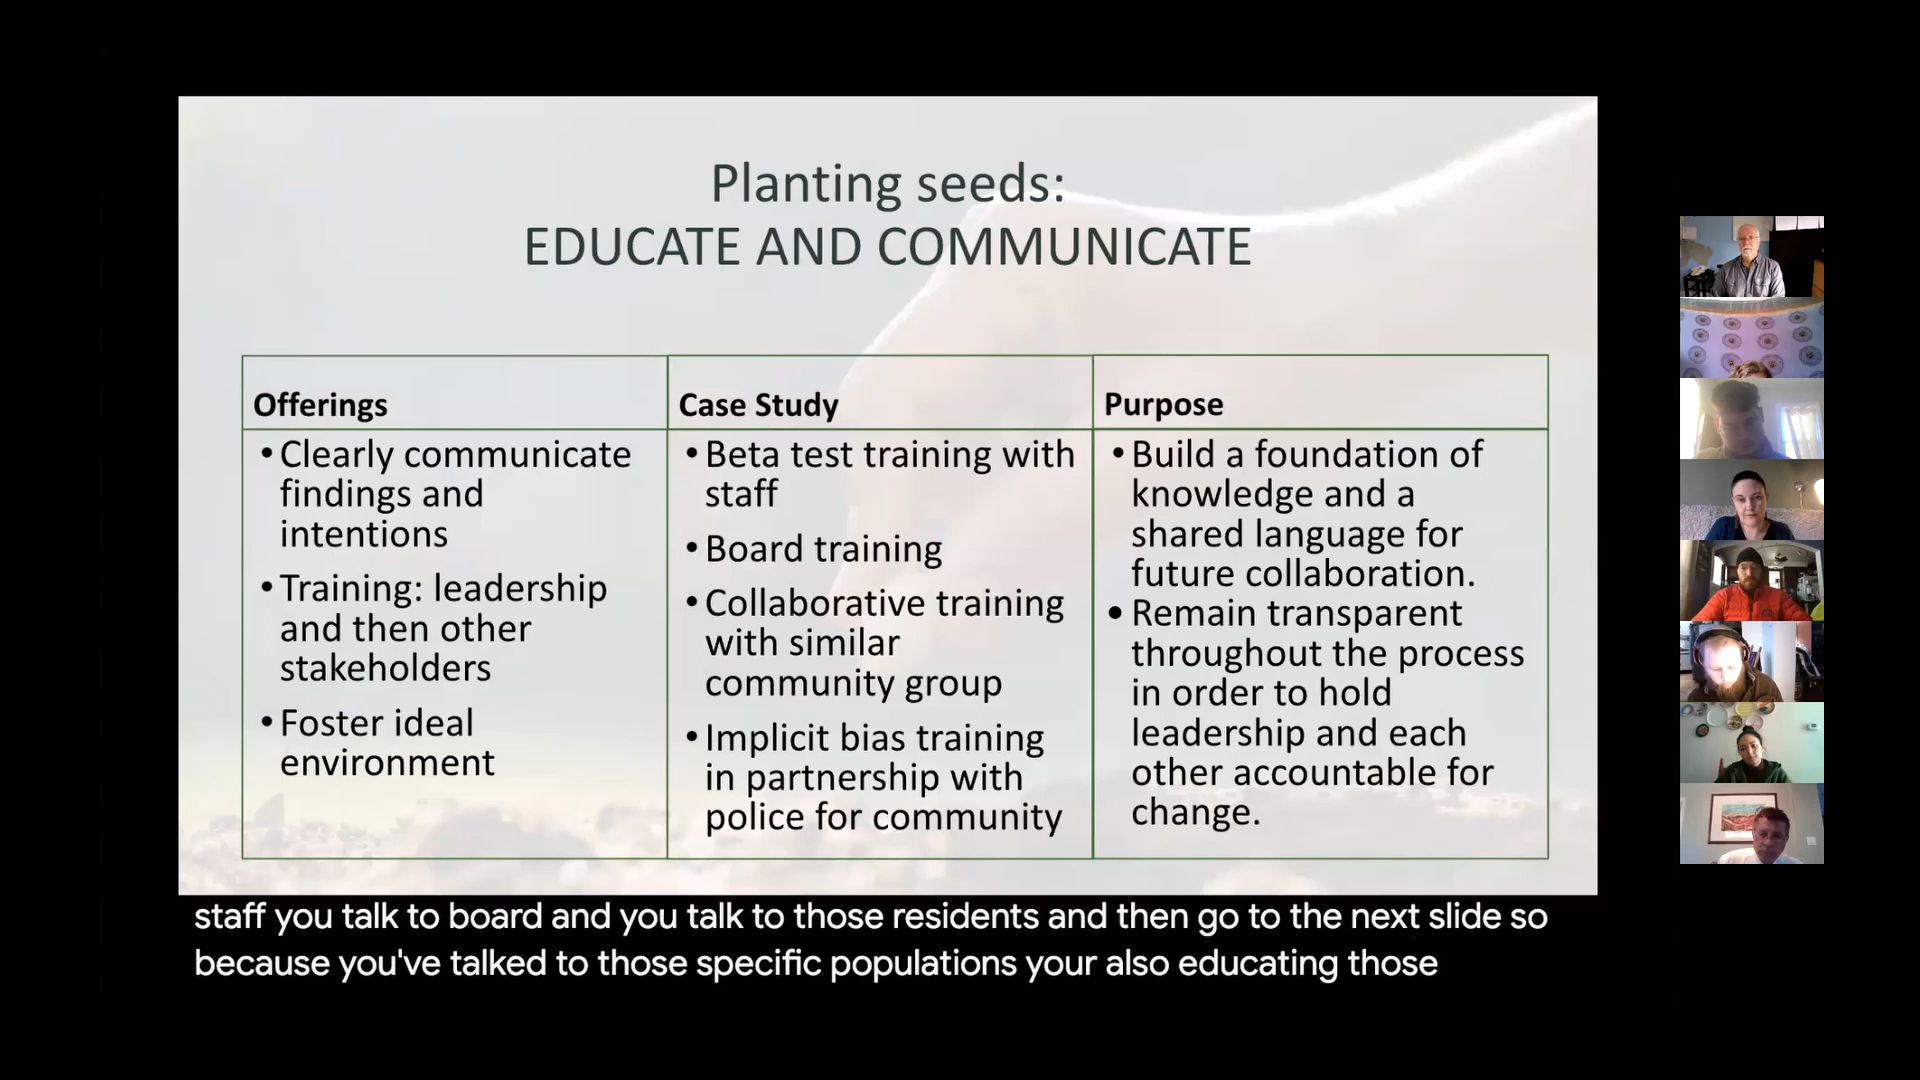 Planting seeds:
EDUCATE AND COMMUNICATE
Offerings
• Clearly communicate
findings and
intentions
• Training: leadership
and then other
stakeholders
• Foster ideal
environment
Case Study
• Beta test training with
staff
• Board training
• Collaborative training
with similar
community group
• Implicit bias training
in partnership with
police for community
Purpose
• Build a foundation of
knowledge and a
shared language for
future collaboration.
• Remain transparent
throughout the process
in order to hold
leadership and each
other accountable for
change.
staff you talk to board and you talk to those residents and then go to the next slide so
because you've talked to those specific populations your also educating those